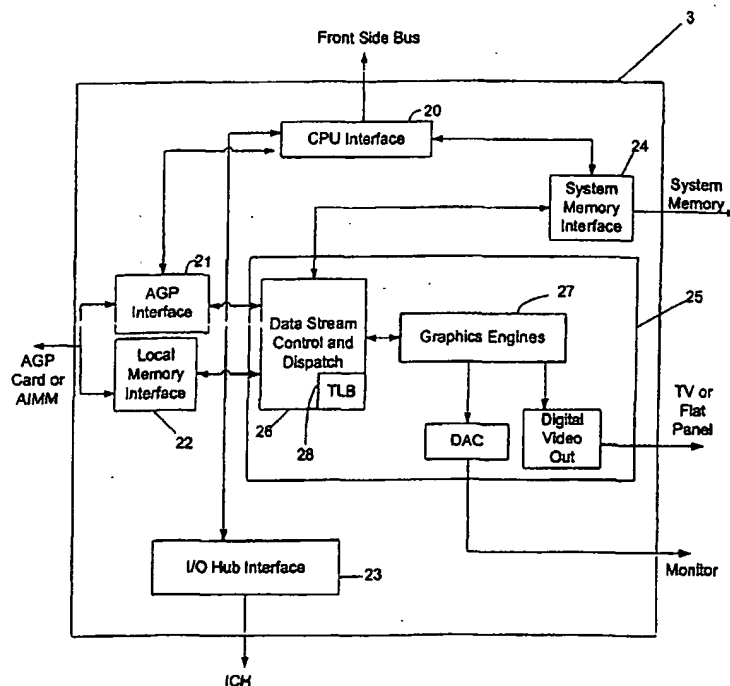 Front Side Bus
3
20
CPU Interface
24
System
Memory
Interface
System
Memory
21
AGP
Interface
27
25
Data Stream
Control and
Dispatch
Graphics Engines
AGP
Card or
AIMM
Local
Memory
Interface
TLB
22
26
28
DAC
Digital
Video
Out
TV or
Flat
Panel
I/O Hub Interface
23
Monitor
ICH